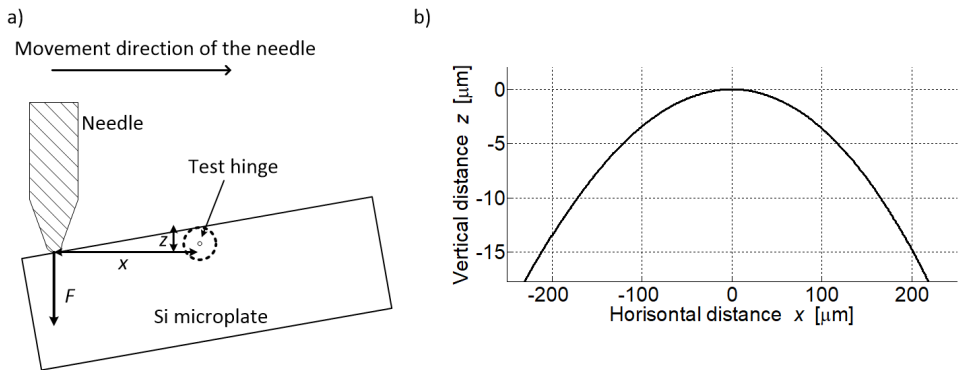 a)
Movement direction of the needle
Needle
Test hinge
z
x
F
Si microplate
b)
Vertical distance z [µm]
0
-5
-10
-15
-200 -100 0 100 200
Horisontal distance x [µm]